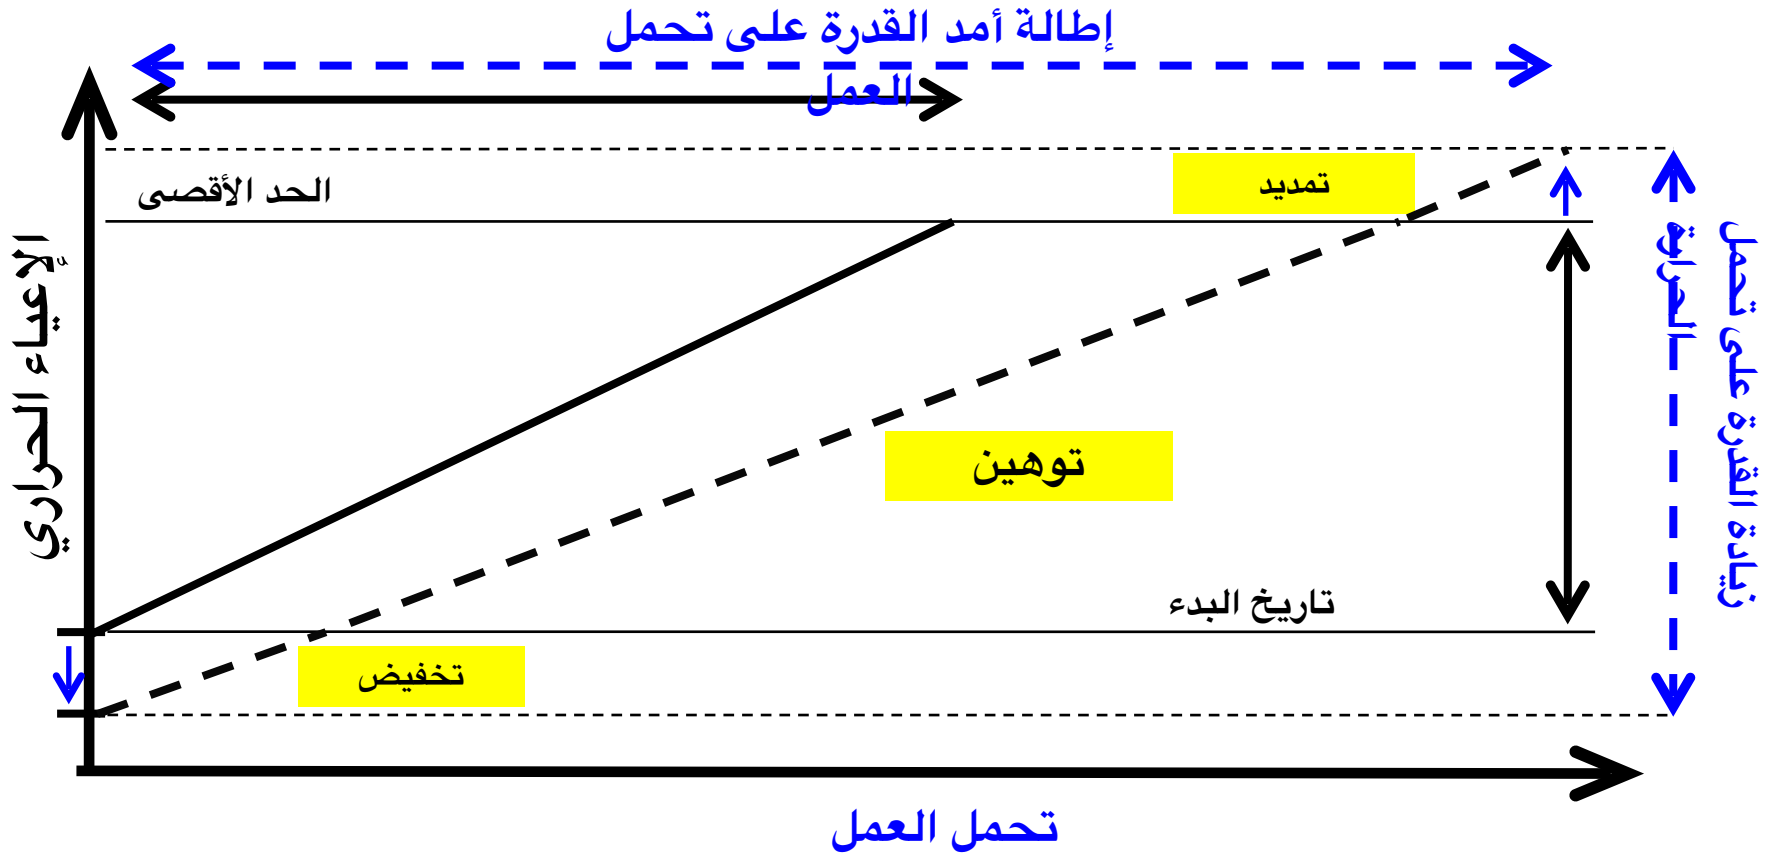 إطالة أمد القدرة على تحمل
العمل
الحد الأقصى
تمديد
الإعياء الحراري
زيادة القدرة على تحمل
الحرارة
توهين
تاريخ البدء
تخفيض
تحمل العمل